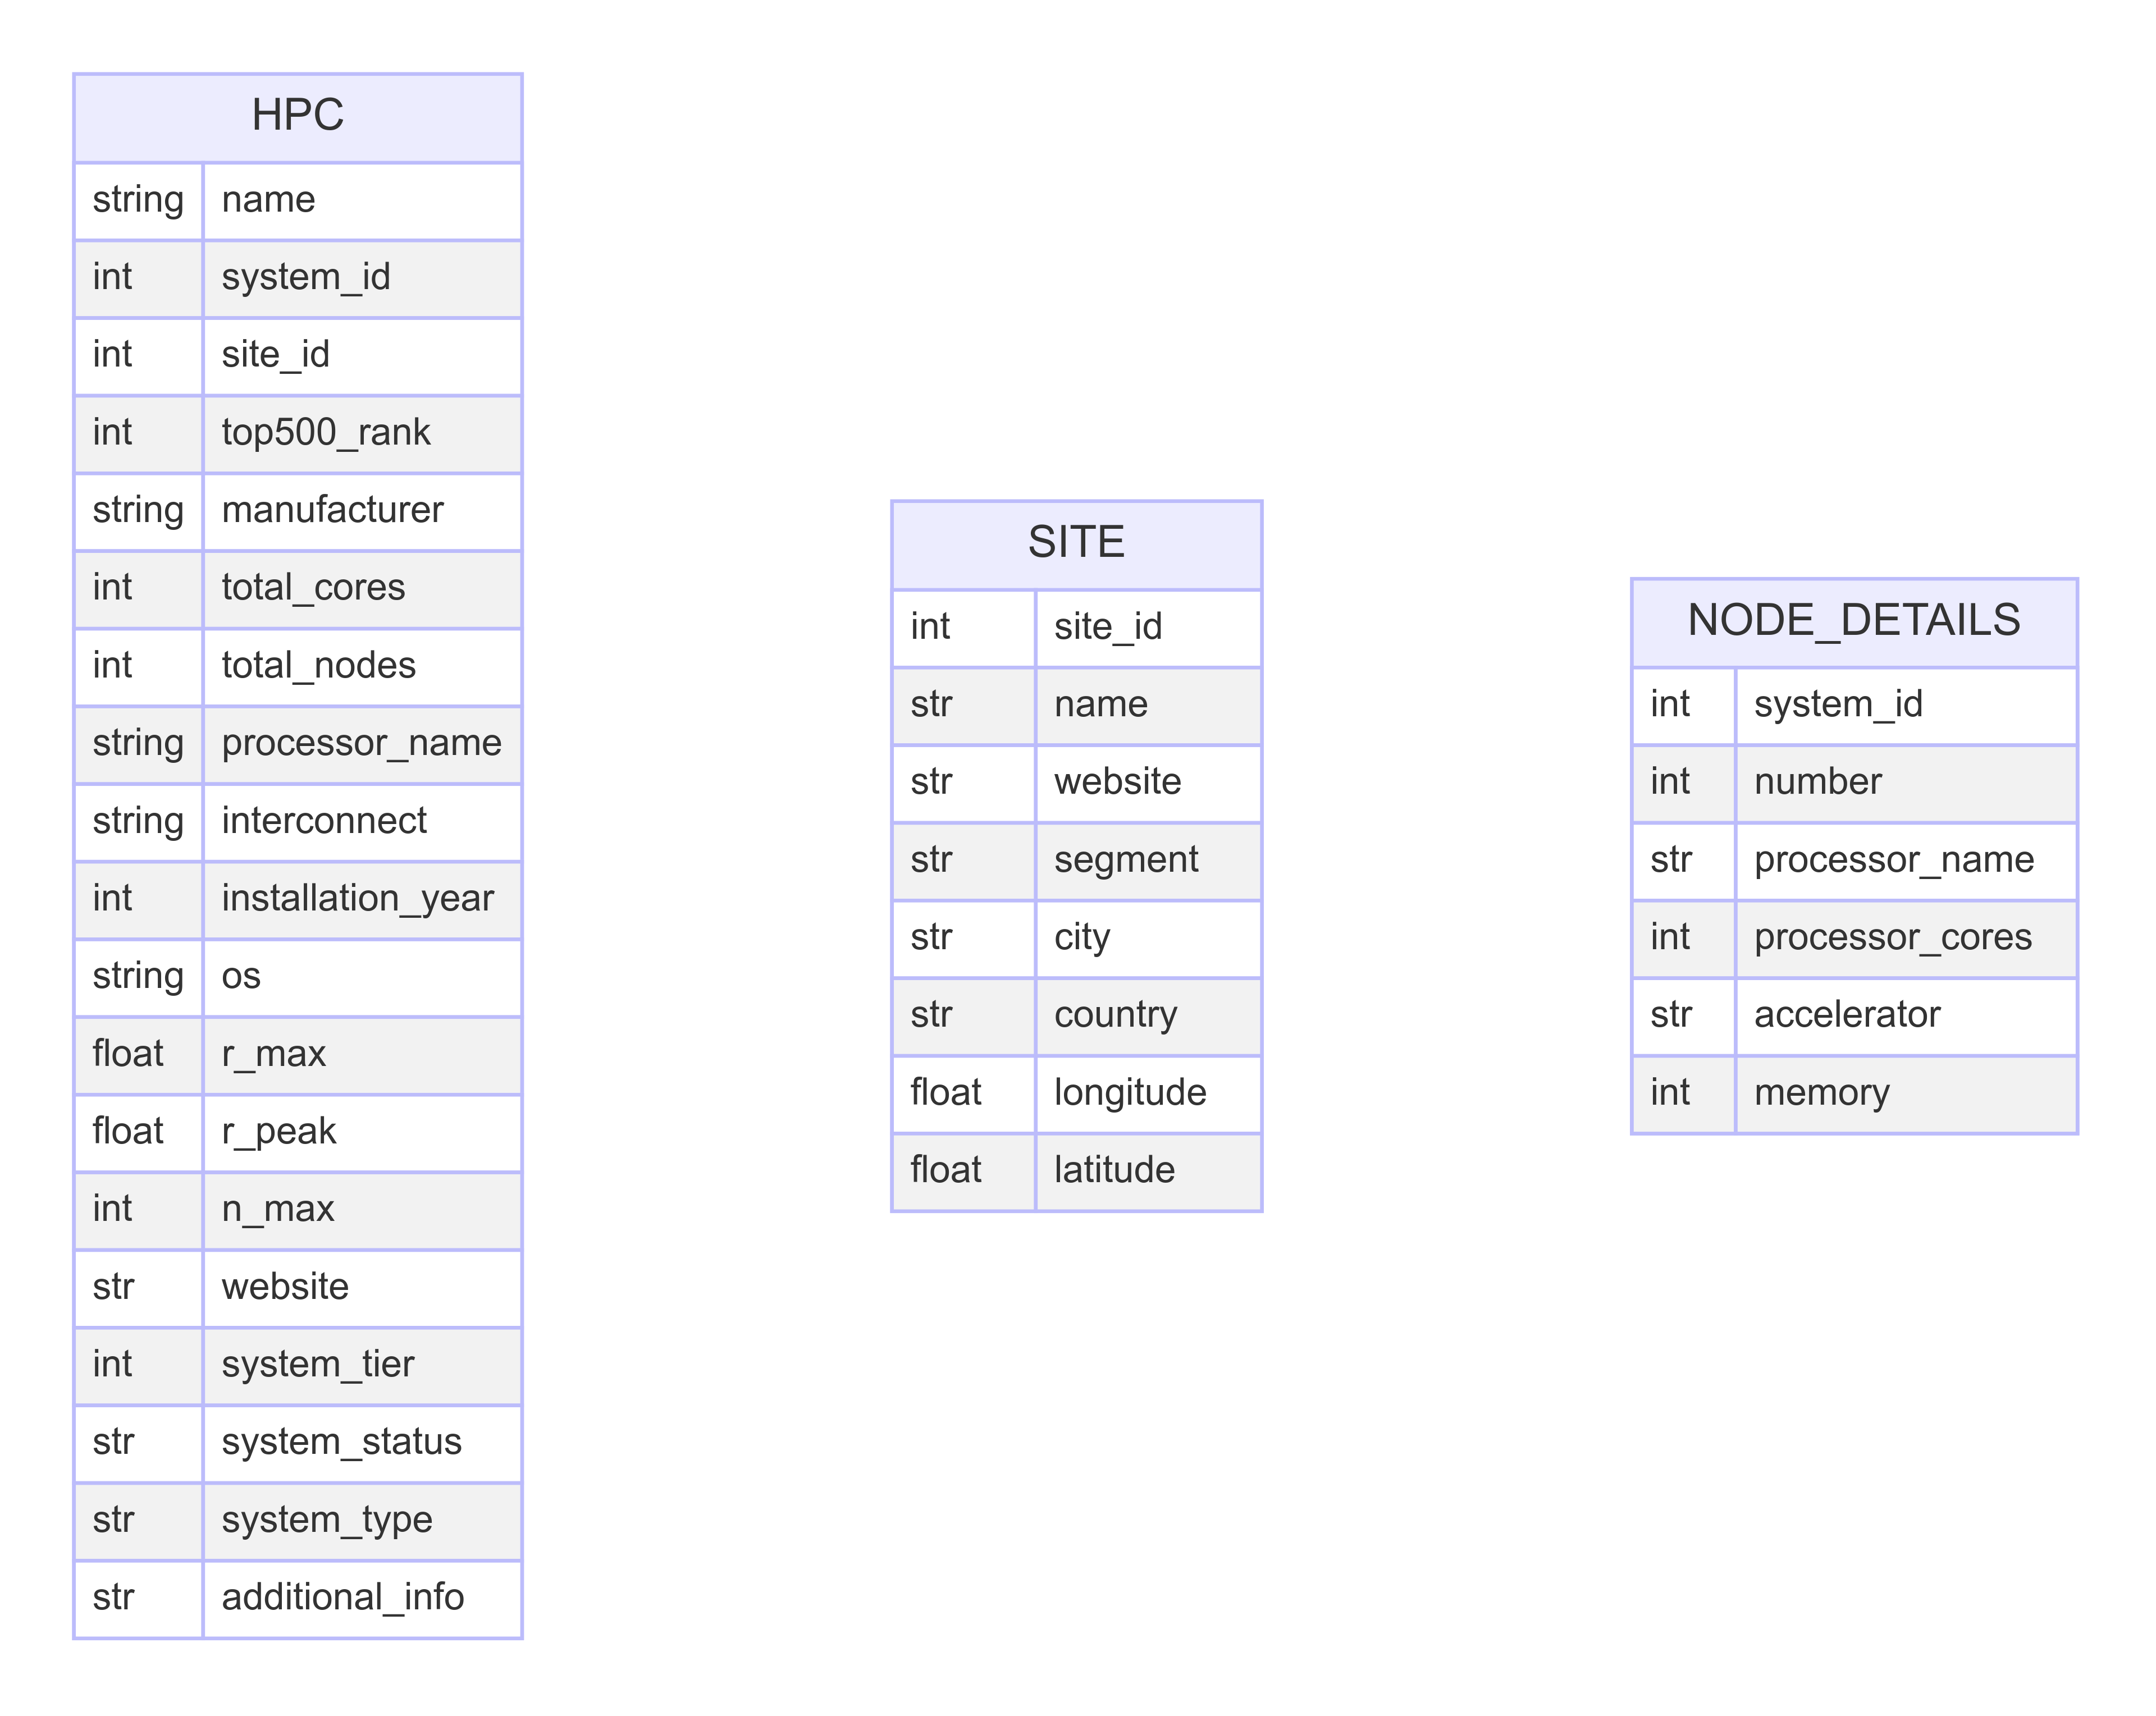 HPC
string name
int system_id
int site_id
int top500_rank
string manufacturer
int total_cores
int total_nodes
string processor_name
string interconnect
int installation_year
string os
float r_max
float r_peak
int n_max
str website
int system_tier
str system_status
str system_type
str additional_info
SITE
int site_id
str name
str website
str segment
str city
str country
float longitude
float latitude
NODE_DETAILS
int system_id
int number
str processor_name
int processor_cores
str accelerator
int memory